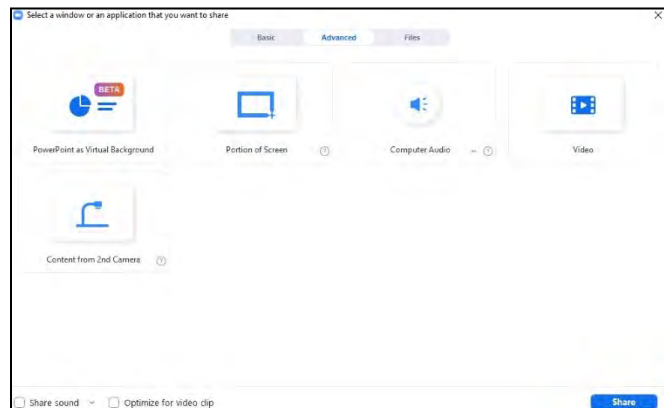 Select a window or an application that you want to share
Basic Advanced Files
BETA
PowerPoint as Virtual Background
Portion of Screen
Computer Audio
Video
Content from 2nd Camera
Share sound
Optimize for video clip
Share